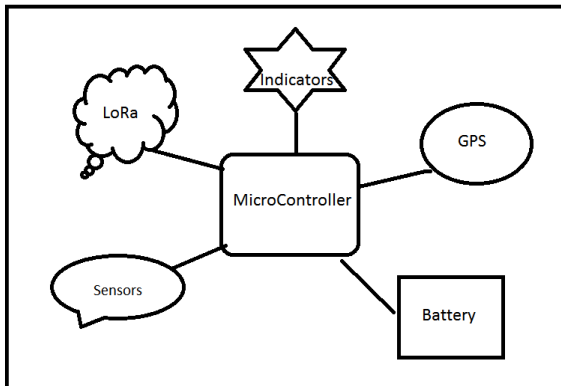 Indicators
LoRa
GPS
MicroController
Sensors
Battery